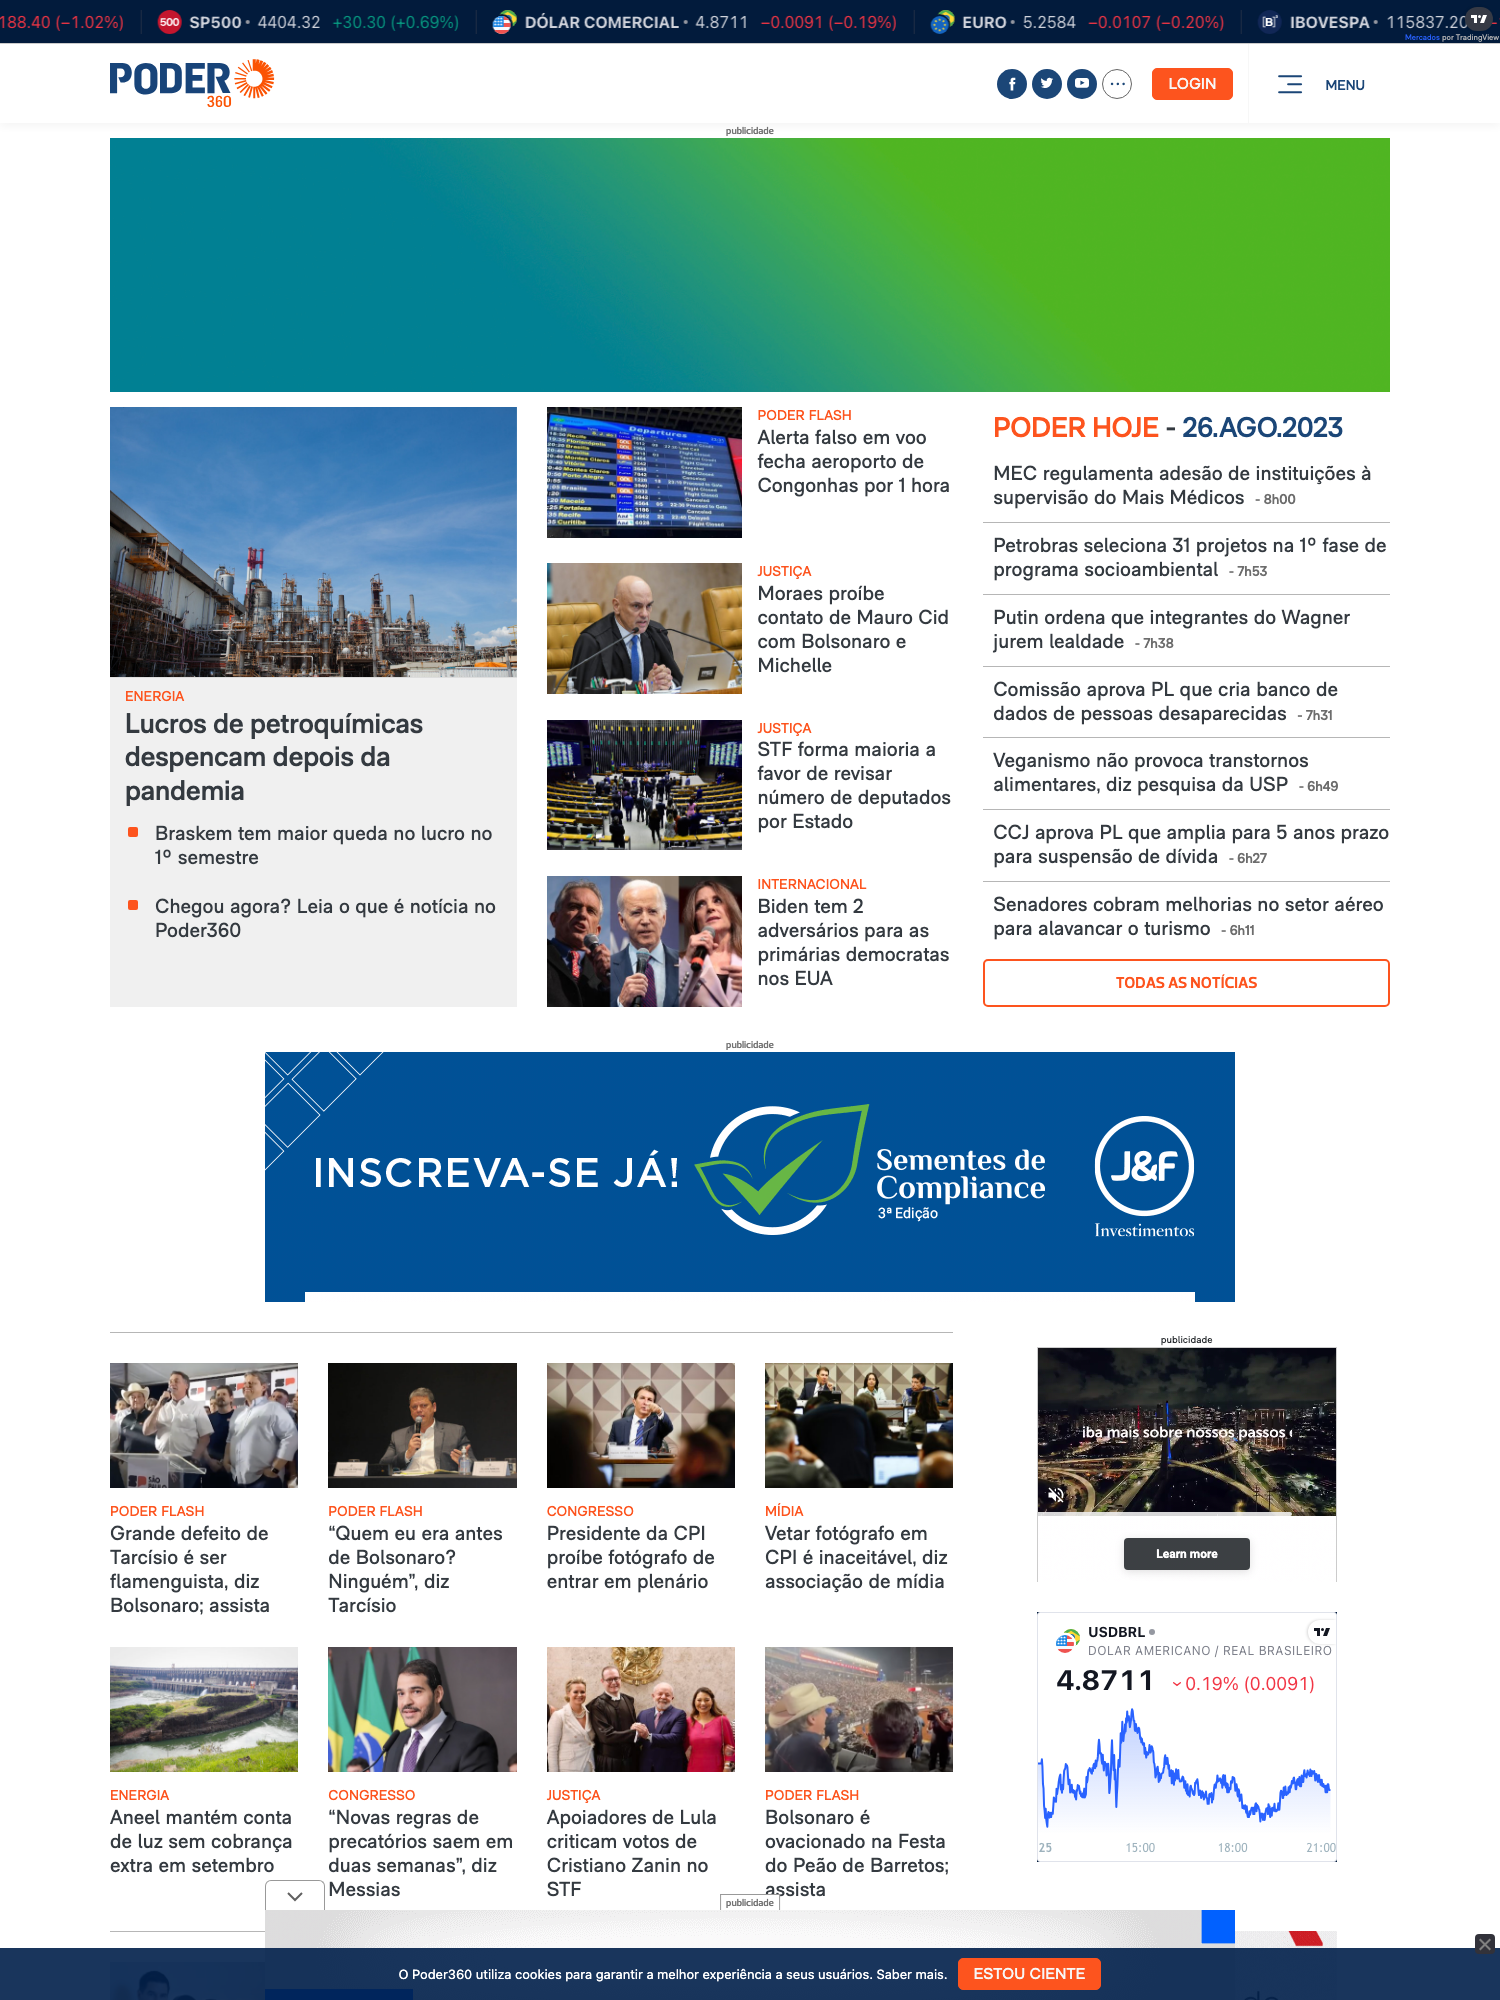 188.40 (−1.02%)
500 SP500 • 4404.32 +30.30 (+0.69%)
DÓLAR COMERCIAL • 4.8711 −0.0091 (−0.19%)
EURO • 5.2584 −0.0107 (−0.20%)
IBOVESPA • 115837.20
Mercados por TradingView
PODER
360
LOGIN
MENU
publicidade
ENERGIA
Lucros de petroquímicas
despencam depois da
pandemia
Braskem tem maior queda no lucro no
1º semestre
Chegou agora? Leia o que é notícia no
Poder360
Departures
PODER FLASH
Alerta falso em voo
fecha aeroporto de
Congonhas por 1 hora
JUSTIÇA
Moraes proíbe
contato de Mauro Cid
com Bolsonaro e
Michelle
JUSTIÇA
STF forma maioria a
favor de revisar
número de deputados
por Estado
INTERNACIONAL
Biden tem 2
adversários para as
primárias democratas
nos EUA
PODER HOJE - 26.AGO.2023
MEC regulamenta adesão de instituições à
supervisão do Mais Médicos - 8h00
Petrobras seleciona 31 projetos na 1º fase de
programa socioambiental - 7h53
Putin ordena que integrantes do Wagner
jurem lealdade - 7h38
Comissão aprova PL que cria banco de
dados de pessoas desaparecidas - 7h31
Veganismo não provoca transtornos
alimentares, diz pesquisa da USP - 6h49
CCJ aprova PL que amplia para 5 anos prazo
para suspensão de dívida - 6h27
Senadores cobram melhorias no setor aéreo
para alavancar o turismo - 6h11
TODAS AS NOTÍCIAS
publicidade
INSCREVA-SE JÁ!
Sementes de
Compliance
3ª Edição
J&F
Investimentos
PODER FLASH
Grande defeito de
Tarcísio é ser
flamenguista, diz
Bolsonaro; assista
PODER FLASH
“Quem eu era antes
de Bolsonaro?
Ninguém”, diz
Tarcísio
CONGRESSO
Presidente da CPI
proíbe fotógrafo de
entrar em plenário
MÍDIA
Vetar fotógrafo em
CPI é inaceitável, diz
associação de mídia
publicidade
iba mais sobre nossos passos
Learn more
ENERGIA
Aneel mantém conta
de luz sem cobrança
extra em setembro
CONGRESSO
“Novas regras de
precatórios saem em
duas semanas”, diz
Messias
JUSTIÇA
Apoiadores de Lula
criticam votos de
Cristiano Zanin no
STF
PODER FLASH
Bolsonaro é
ovacionado na Festa
do Peão de Barretos;
assista
USDBRL
DOLAR AMERICANO / REAL BRASILEIRO
4.8711 0.19% (0.0091)
25 15:00 18:00 21:00
publicidade
O Poder360 utiliza cookies para garantir a melhor experiência a seus usuários. Saber mais.
ESTOU CIENTE